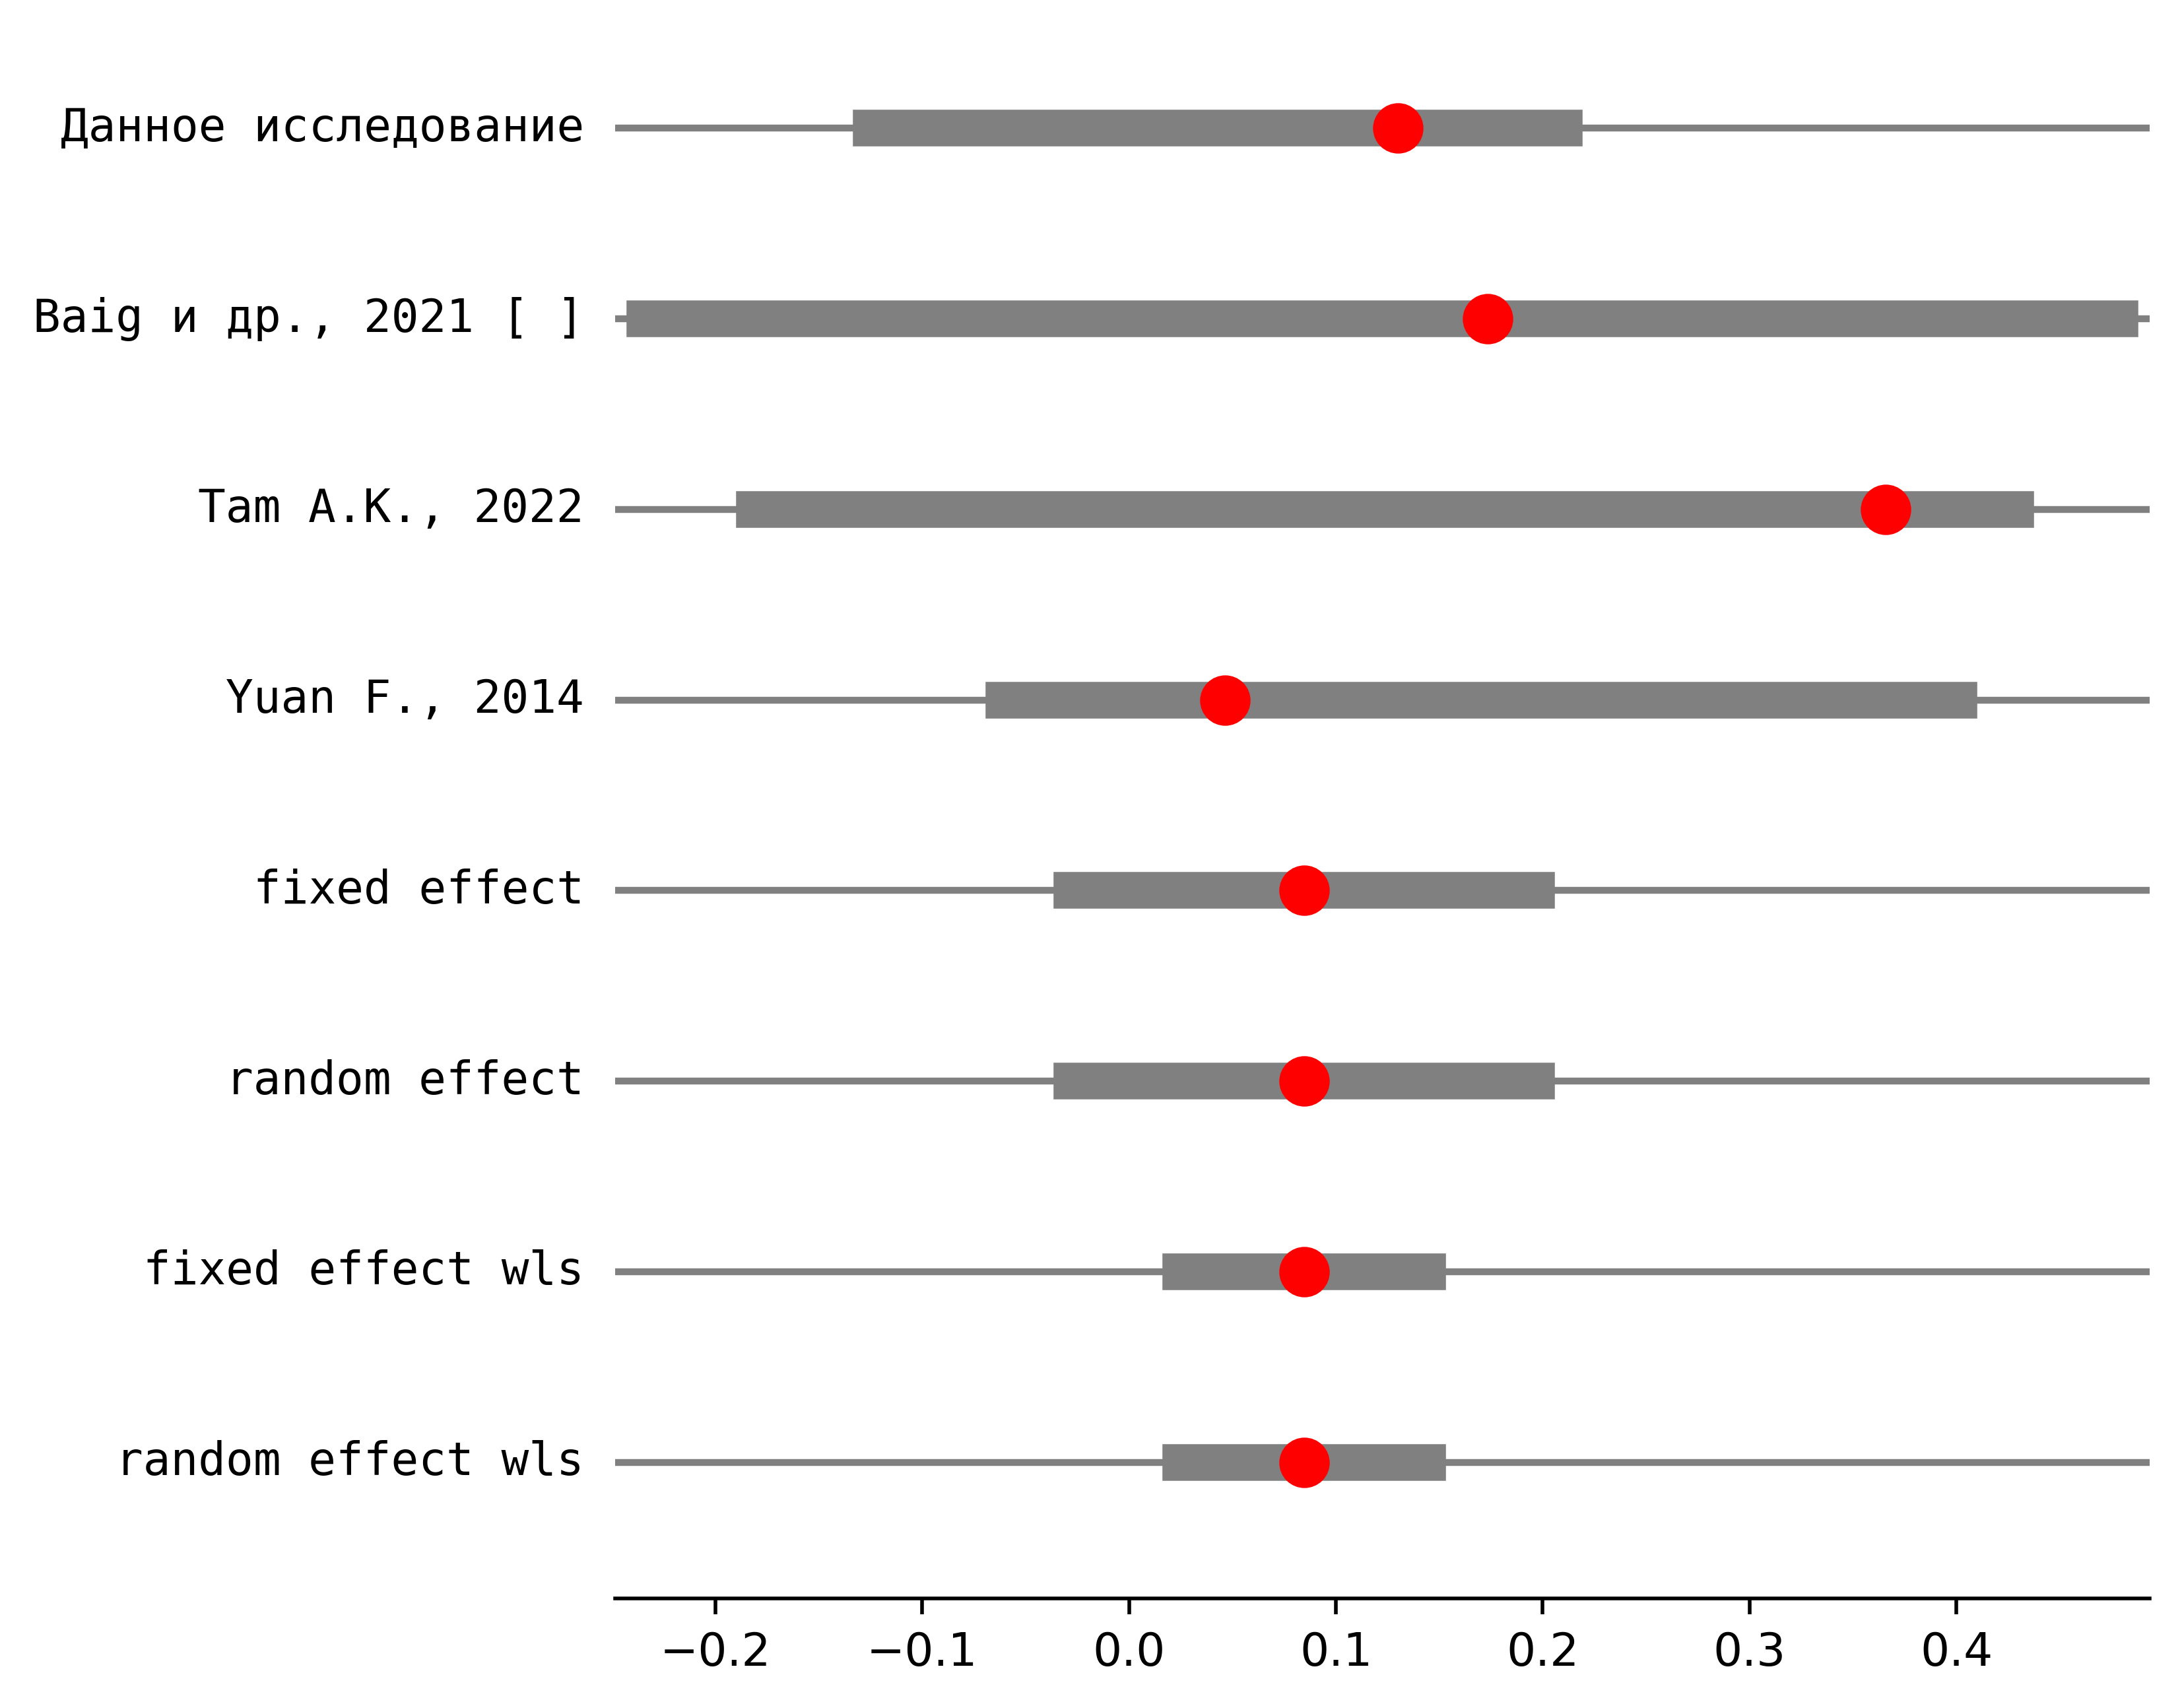 Данное исследование
Baig и др., 2021 [ ]
Tam A.K., 2022
Yuan F., 2014
fixed effect
random effect
fixed effect wls
random effect wls
−0.2 −0.1 0.0 0.1 0.2 0.3 0.4